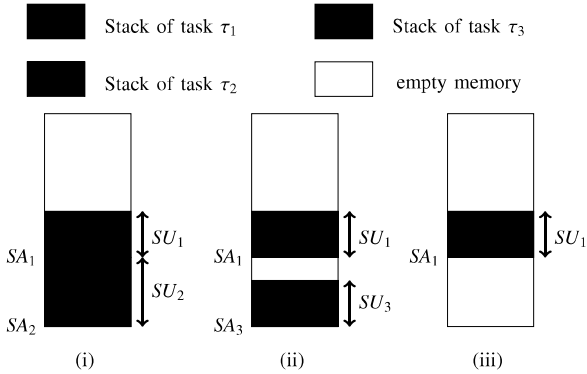 Stack of task τ1 Stack of task τ3
Stack of task τ2 empty memory
SU1 SU1 SU1
SA1 SA1 SA1
SU2 SU3
SA2 SA3
(i) (ii) (iii)